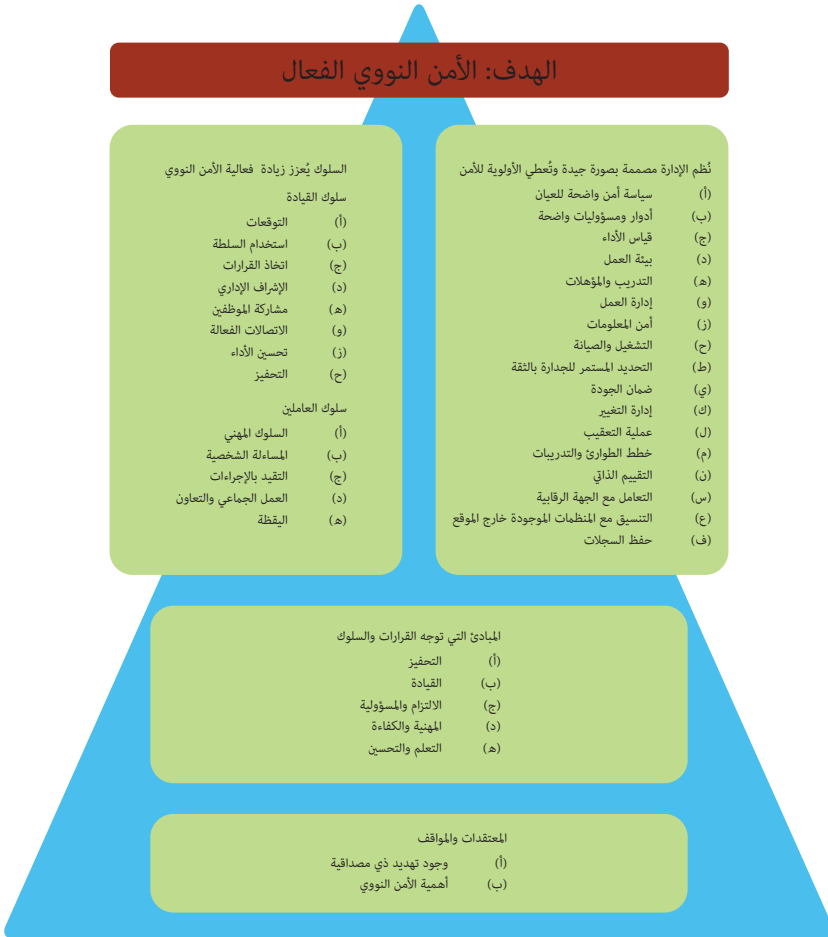 الهدف: الأمن النووي الفعال
نُظم الإدارة مصممة بصورة جيدة وتُعطي الأولوية للأمن
(أ) سياسة أمن واضحة للعيان
(ب) أدوار ومسؤوليات واضحة
(ج) قياس الأداء
(د) بيئة العمل
(ه) التدريب والمؤهلات
(و) إدارة العمل
(ز) أمن المعلومات
(ح) التشغيل والصيانة
(ط) التحديد المستمر للجدارة بالثقة
(ي) ضمان الجودة
(ك) إدارة التغيير
(ل) عملية التعقيب
(م) خطط الطوارئ والتدريبات
(ن) التقييم الذاتي
(س) التعامل مع الجهة الرقابية
(ع) التنسيق مع المنظمات الموجودة خارج الموقع
(ف) حفظ السجلات
السلوك يُعزز زيادة فعالية الأمن النووي
سلوك القيادة
(أ) التوقعات
(ب) استخدام السلطة
(ج) اتخاذ القرارات
(د) الإشراف الإداري
(ه) مشاركة الموظفين
(و) الاتصالات الفعالة
(ز) تحسين الأداء
(ح) التحفيز
سلوك العاملين
(أ) السلوك المهني
(ب) المساءلة الشخصية
(ج) التقيد بالإجراءات
(د) العمل الجماعي والتعاون
(ه) اليقظة
المبادئ التي توجه القرارات والسلوك
(أ) التحفيز
(ب) القيادة
(ج) الالتزام والمسؤولية
(د) المهنية والكفاءة
(ه) التعلم والتحسين
المعتقدات والمواقف
(أ) وجود تهديد ذي مصداقية
(ب) أهمية الأمن النووي